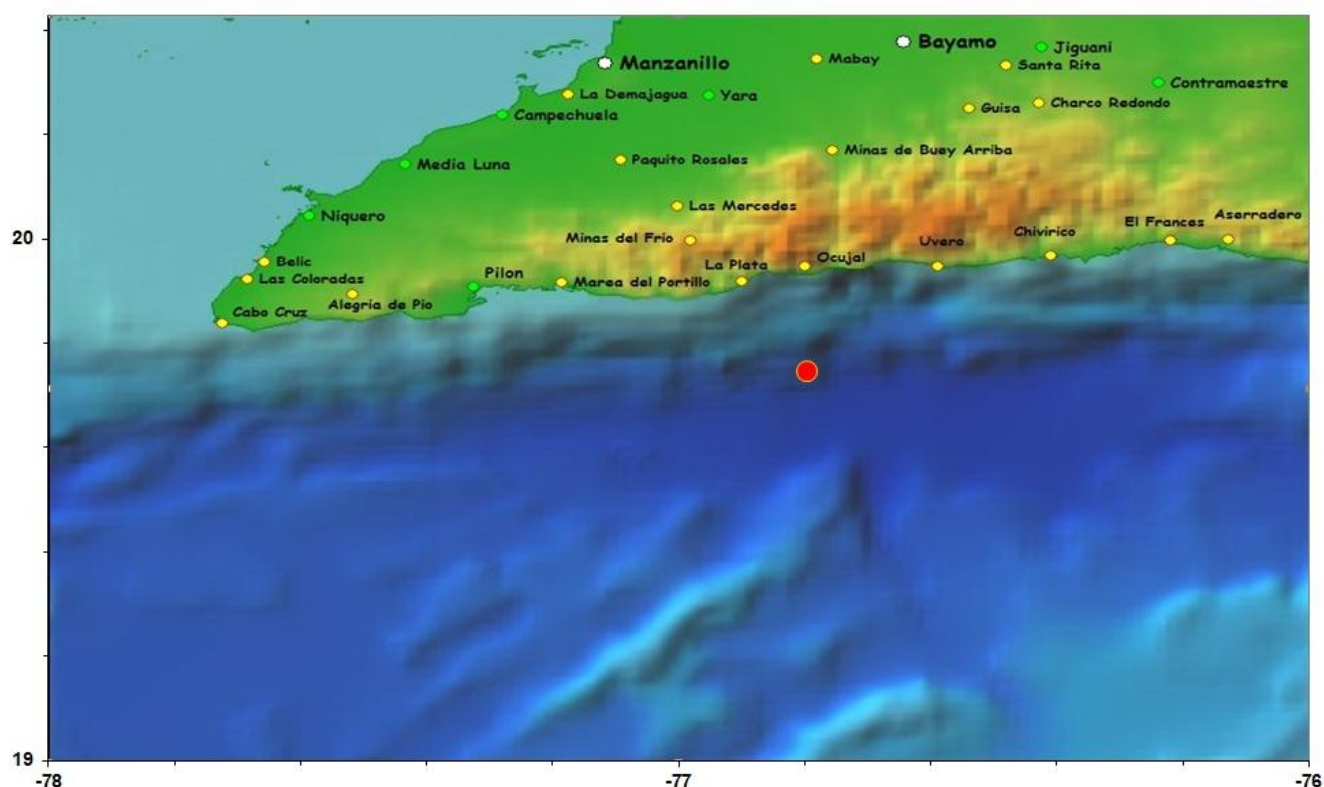 Bayamo
Jiguani
Manzanillo
Mabay
Santa Rita
Contramaestre
La Demajagua
Yara
Guisa
Charco Redondo
Campechuela
Media Luna
Paquito Rosales
Minas de Buey Arriba
Niquero
Las Mercedes
20
Minas del Frio
Uvero
Chivirico
El Frances
Aserradero
Belic
Las Coloradas
Pilon
La Plata
Ocujal
Marea del Portillo
Alegria de Pio
Cabo Cruz
19
-78
-77
-76